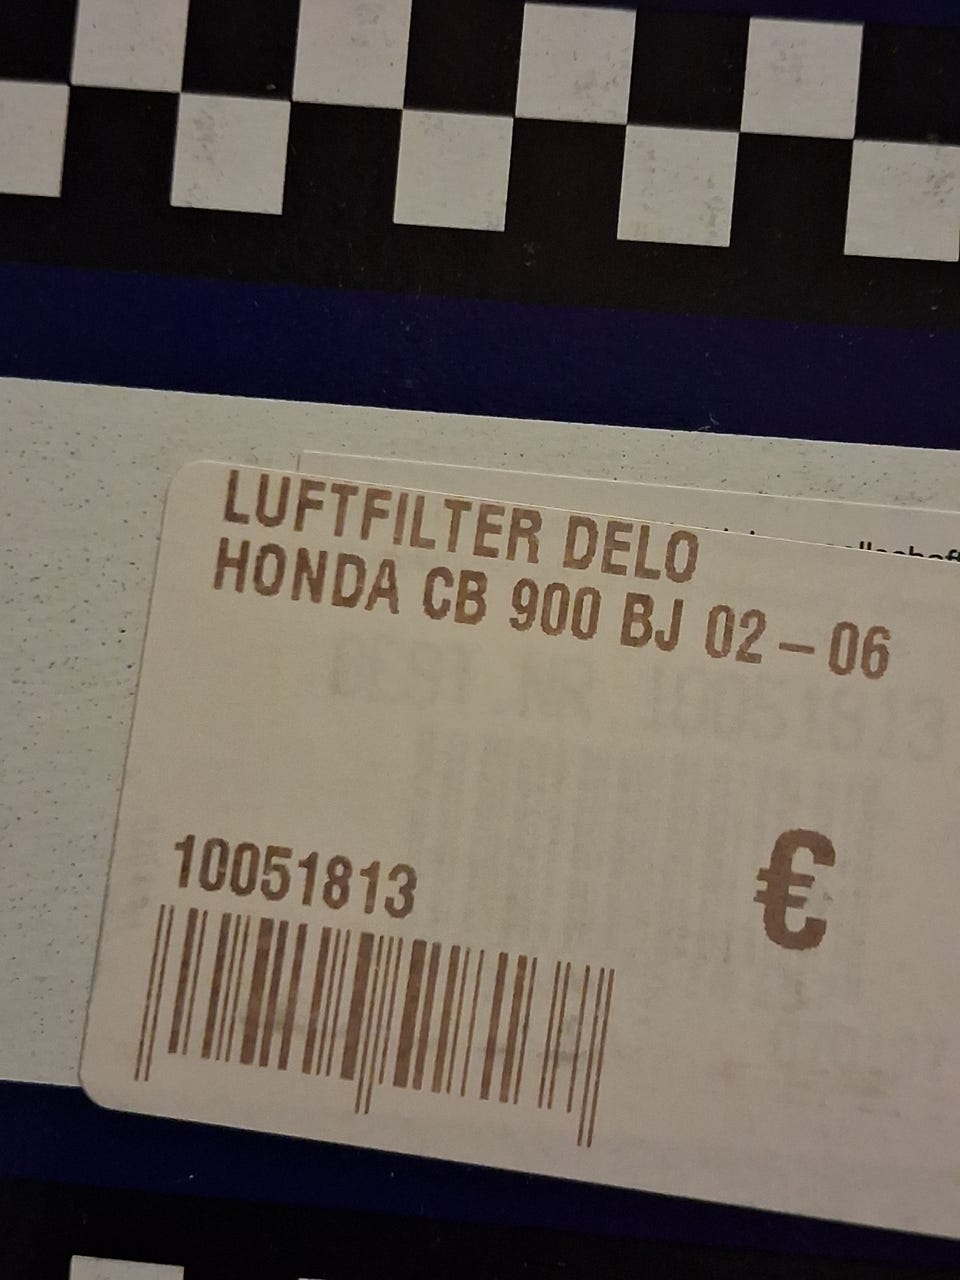 LUFTFILTER DELO
HONDA CB 900 BJ 02 – 06
10051813
€